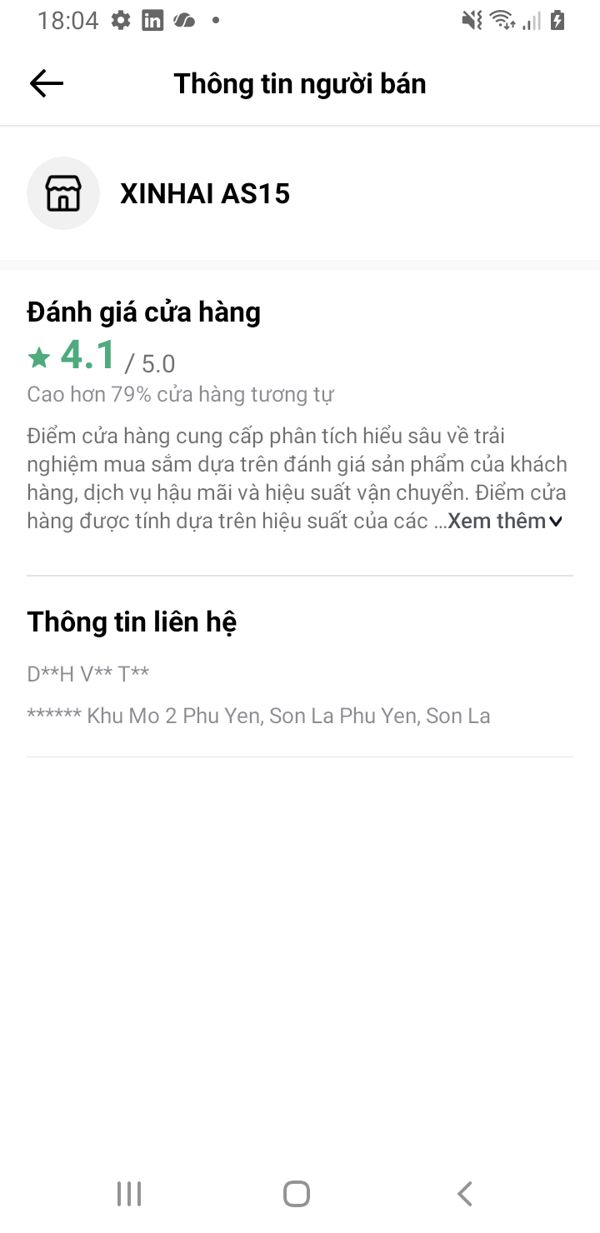 18:04
Thông tin người bán
XINHAI AS15
Đánh giá cửa hàng
4.1 / 5.0
Cao hơn 79% cửa hàng tương tự
Điểm cửa hàng cung cấp phân tích hiểu sâu về trải
nghiệm mua sắm dựa trên đánh giá sản phẩm của khách
hàng, dịch vụ hậu mãi và hiệu suất vận chuyển. Điểm cửa
hàng được tính dựa trên hiệu suất của các ...Xem thêm
Thông tin liên hệ
D**H V** T**
****** Khu Mo 2 Phu Yen, Son La Phu Yen, Son La